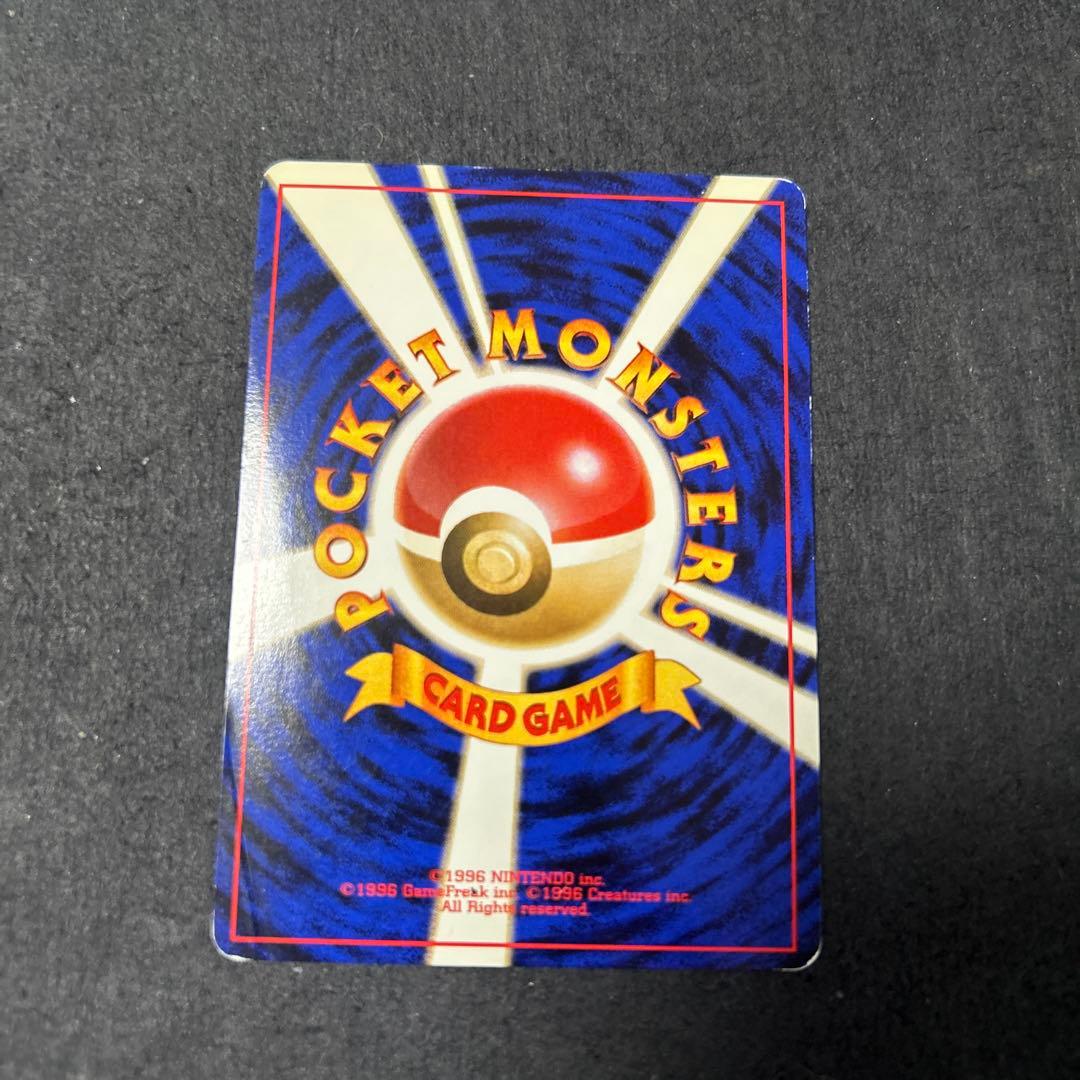 POCKET MONSTERS
CARD GAME
©1996 NINTENDO inc.
©1996 GameFreak inc. ©1996 Creatures inc.
All Rights reserved.